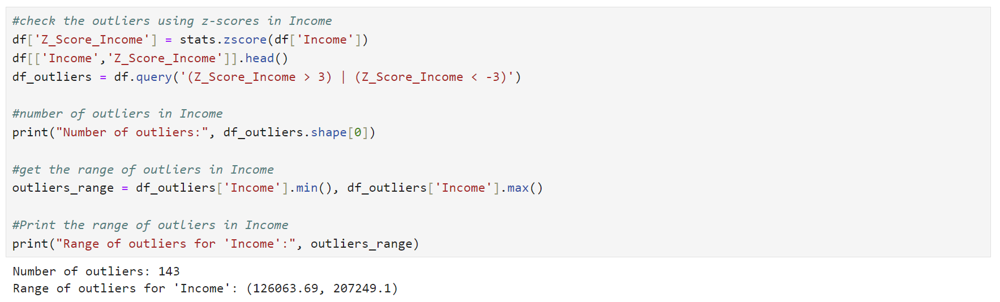 #check the outliers using z-scores in Income
df['Z_Score_Income'] = stats.zscore(df['Income'])
df[['Income','Z_Score_Income']].head()
df_outliers = df.query('(Z_Score_Income > 3) | (Z_Score_Income < -3)')
#number of outliers in Income
print("Number of outliers:", df_outliers.shape[0])
#get the range of outliers in Income
outliers_range = df_outliers['Income'].min(), df_outliers['Income'].max()
#Print the range of outliers in Income
print("Range of outliers for 'Income':", outliers_range)
Number of outliers: 143
Range of outliers for 'Income': (126063.69, 207249.1)